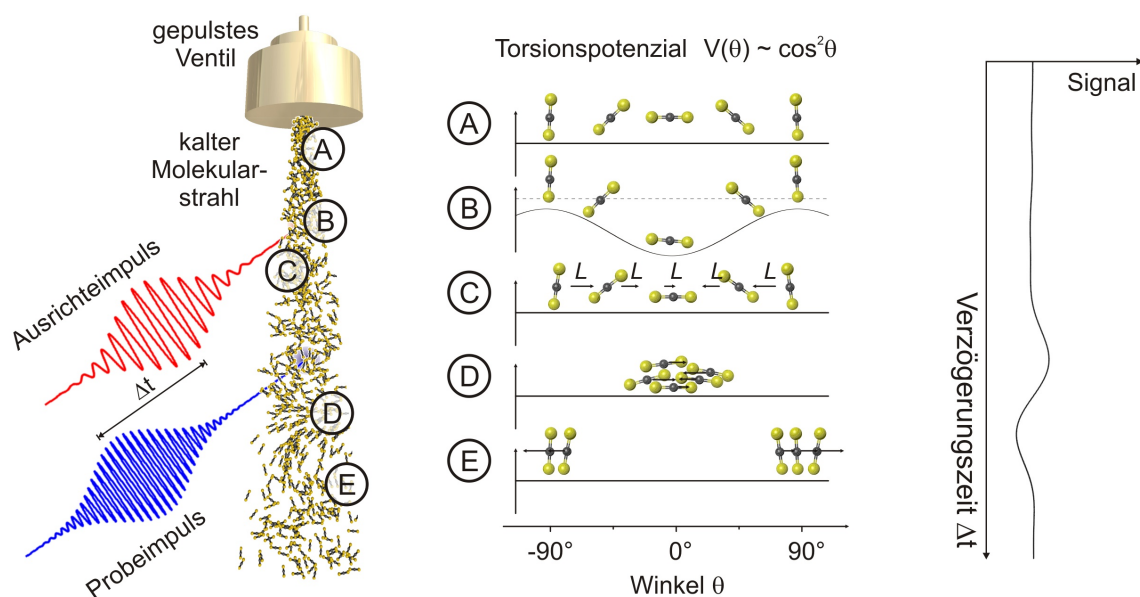 gepulstes
Ventil
kalter
Molekular-
strahl
A
B
C
D
E
Ausrichteimpuls
Δt
Probeimpuls
Torsionspotenzial V(θ) ~ cos²θ
A
B
C
L L L L L
D
E
-90° 0° 90°
Winkel θ
Signal
Verzögerungszeit Δt